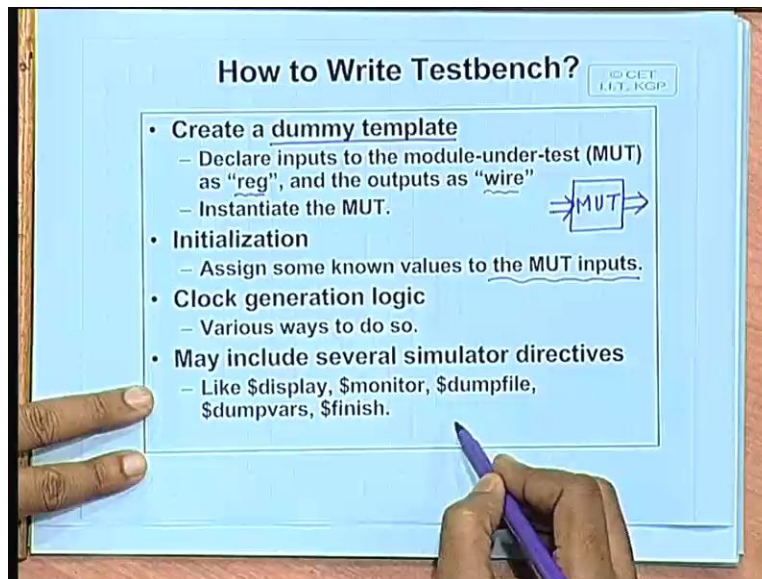 How to Write Testbench?
© CET
I.I.T. KGP
• Create a dummy template
– Declare inputs to the module-under-test (MUT)
as “reg”, and the outputs as “wire”
– Instantiate the MUT.
MUT
• Initialization
– Assign some known values to the MUT inputs.
• Clock generation logic
– Various ways to do so.
• May include several simulator directives
– Like $display, $monitor, $dumpfile,
$dumpvars, $finish.